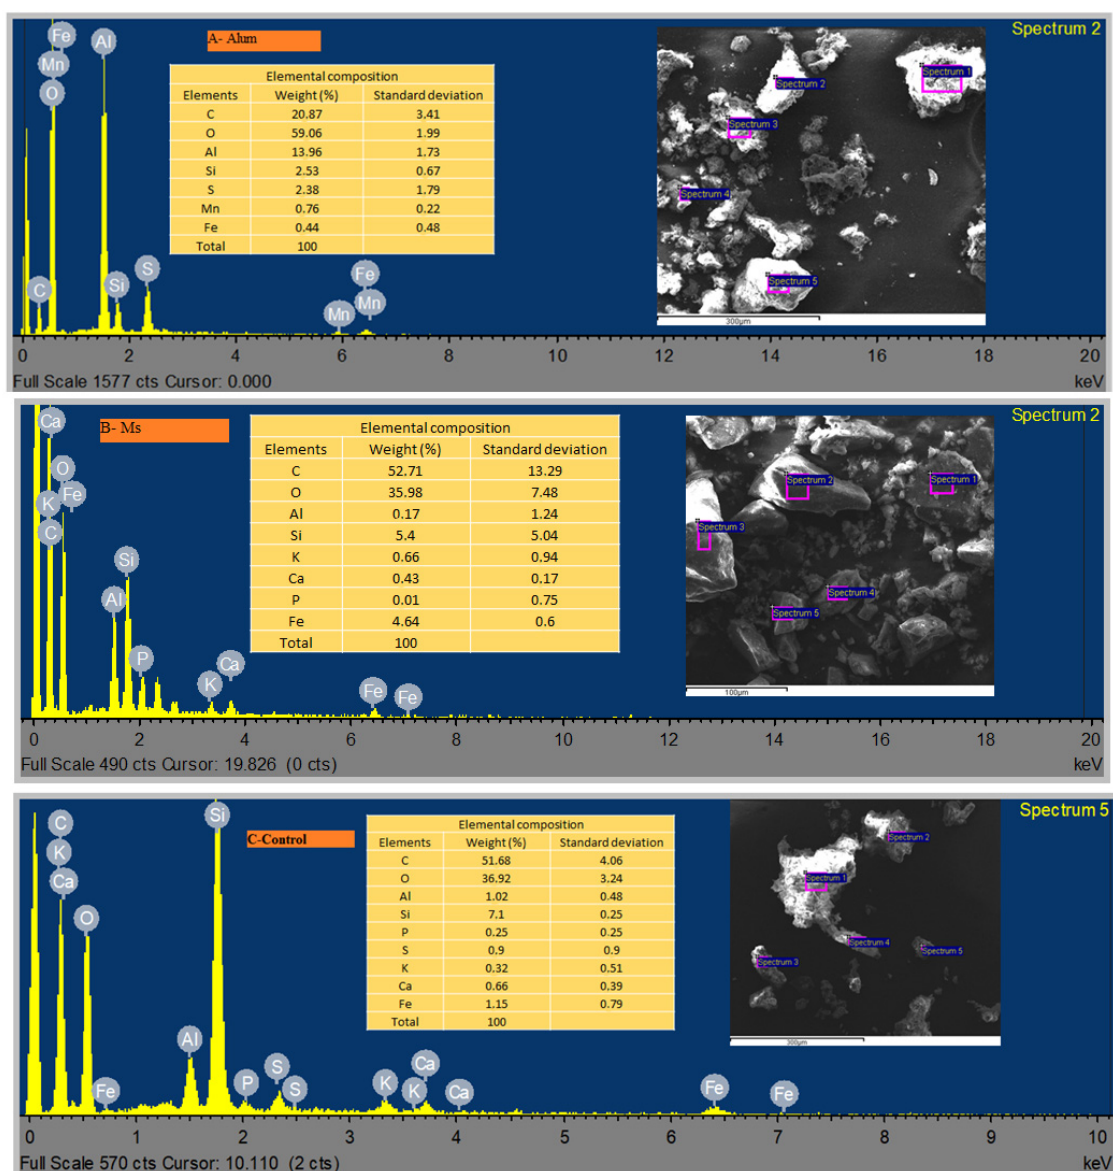 Spectrum 2
A- Alum
Fe
Mn
O
Al
C
Si
S
Mn
Fe
Mn
Elemental composition
Elements Weight (%) Standard deviation
C 20.87 3.41
O 59.06 1.99
Al 13.96 1.73
Si 2.53 0.67
S 2.38 1.79
Mn 0.76 0.22
Fe 0.44 0.48
Total 100
Spectrum 1
Spectrum 2
Spectrum 3
Spectrum 4
Spectrum 5
300µm
0 2 4 6 8 10 12 14 16 18 20
Full Scale 1577 cts Cursor: 0.000 keV
Spectrum 2
B- Ms
Ca
O
K
Fe
C
Al
Si
P
K
Ca
Fe
Fe
Elemental composition
Elements Weight (%) Standard deviation
C 52.71 13.29
O 35.98 7.48
Al 0.17 1.24
Si 5.4 5.04
K 0.66 0.94
Ca 0.43 0.17
P 0.01 0.75
Fe 4.64 0.6
Total 100
Spectrum 2
Spectrum 1
Spectrum 3
Spectrum 4
Spectrum 5
100µm
0 2 4 6 8 10 12 14 16 18 20
Full Scale 490 cts Cursor: 19.826 (0 cts) keV
Spectrum 5
C-Control
C
K
Ca
O
Fe
Al
Si
P
S
S
K
K
Ca
Ca
Fe
Fe
Elemental composition
Elements Weight (%) Standard deviation
C 51.68 4.06
O 36.92 3.24
Al 1.02 0.48
Si 7.1 0.25
P 0.25 0.25
S 0.9 0.9
K 0.32 0.51
Ca 0.66 0.39
Fe 1.15 0.79
Total 100
Spectrum 2
Spectrum 1
Spectrum 4
Spectrum 5
Spectrum 3
300µm
0 1 2 3 4 5 6 7 8 9 10
Full Scale 570 cts Cursor: 10.110 (2 cts) keV